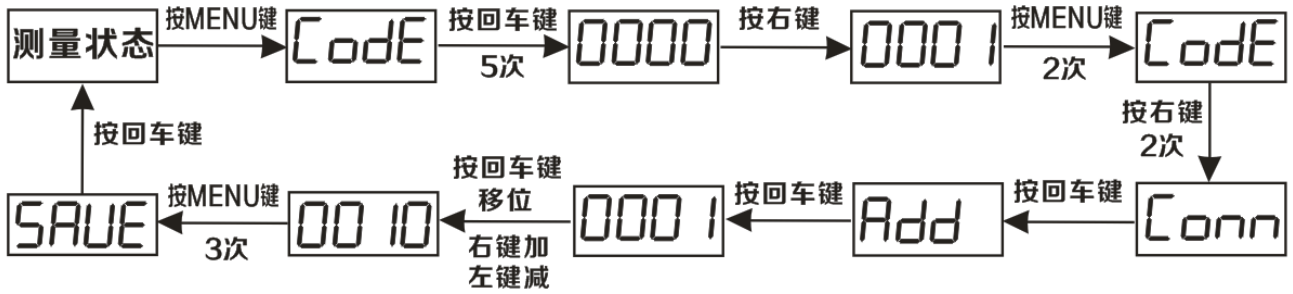 测量状态
按MENU键
CodE
按回车键
5次
0000
按右键
0001
按MENU键
2次
CodE
按右键
2次
Conn
按回车键
Add
按回车键
0001
按回车键
移位
右键加
左键减
0010
按MENU键
3次
SAVE
按回车键